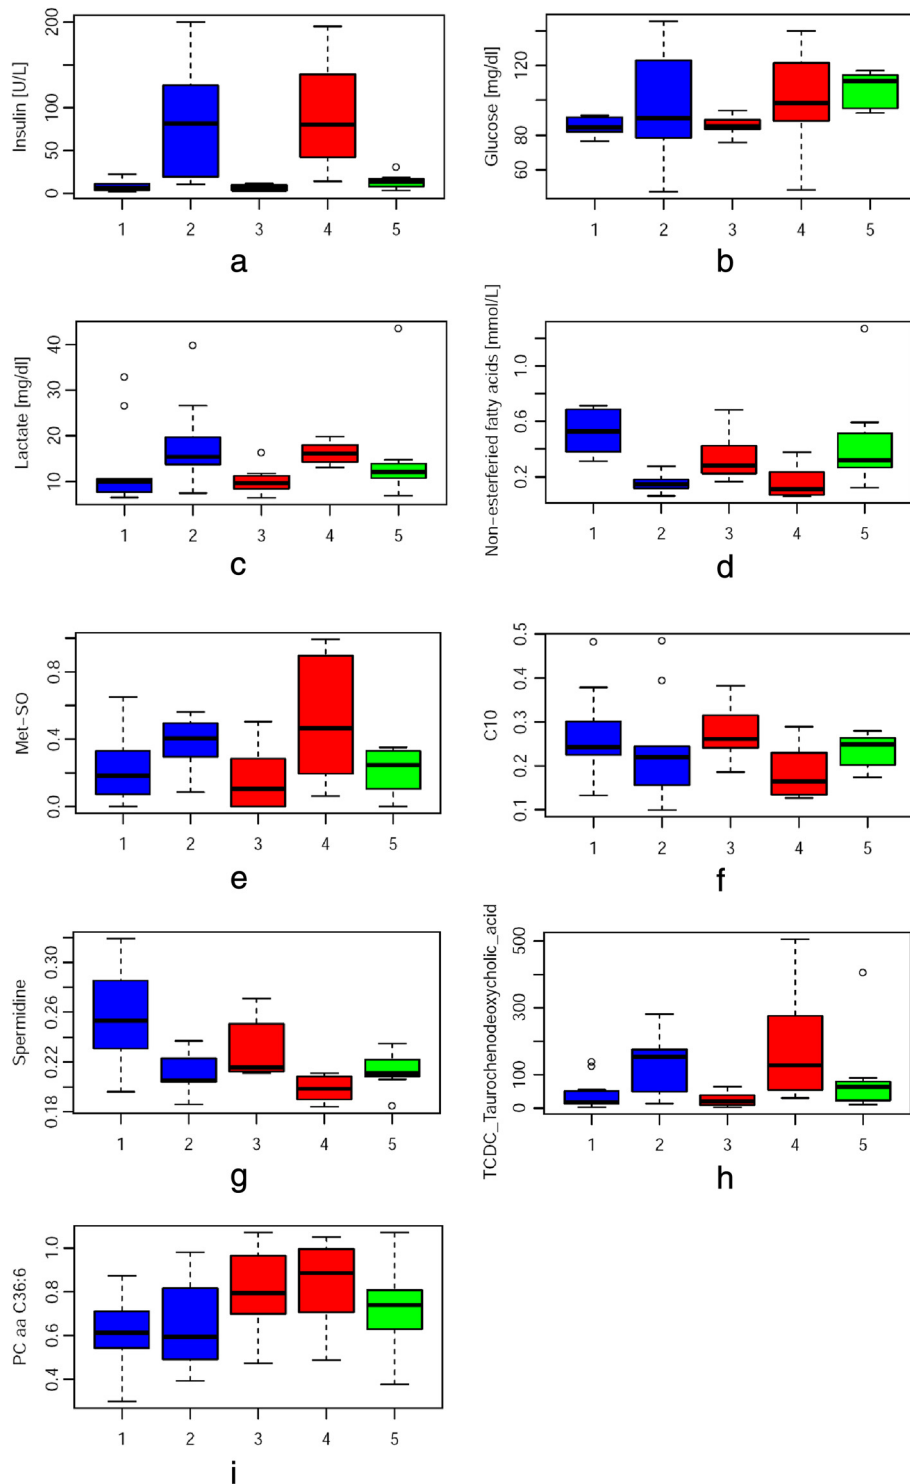 Insulin [U/L]
200
100
50
0
1 2 3 4 5
a
Glucose [mg/dl]
120
80
60
1 2 3 4 5
b
Lactate [mg/dl]
40
30
20
10
1 2 3 4 5
c
Non-esterferied fatty acids [mmol/L]
1.0
0.6
0.2
1 2 3 4 5
d
Met-SO
0.8
0.4
0.0
1 2 3 4 5
e
C10
0.5
0.4
0.3
0.2
0.1
1 2 3 4 5
f
Spermidine
0.30
0.26
0.22
0.18
1 2 3 4 5
g
TCDC_Taurochenodeoxycholic_acid
500
300
100
0
1 2 3 4 5
h
PC aa C36:6
1.0
0.8
0.6
0.4
1 2 3 4 5
i